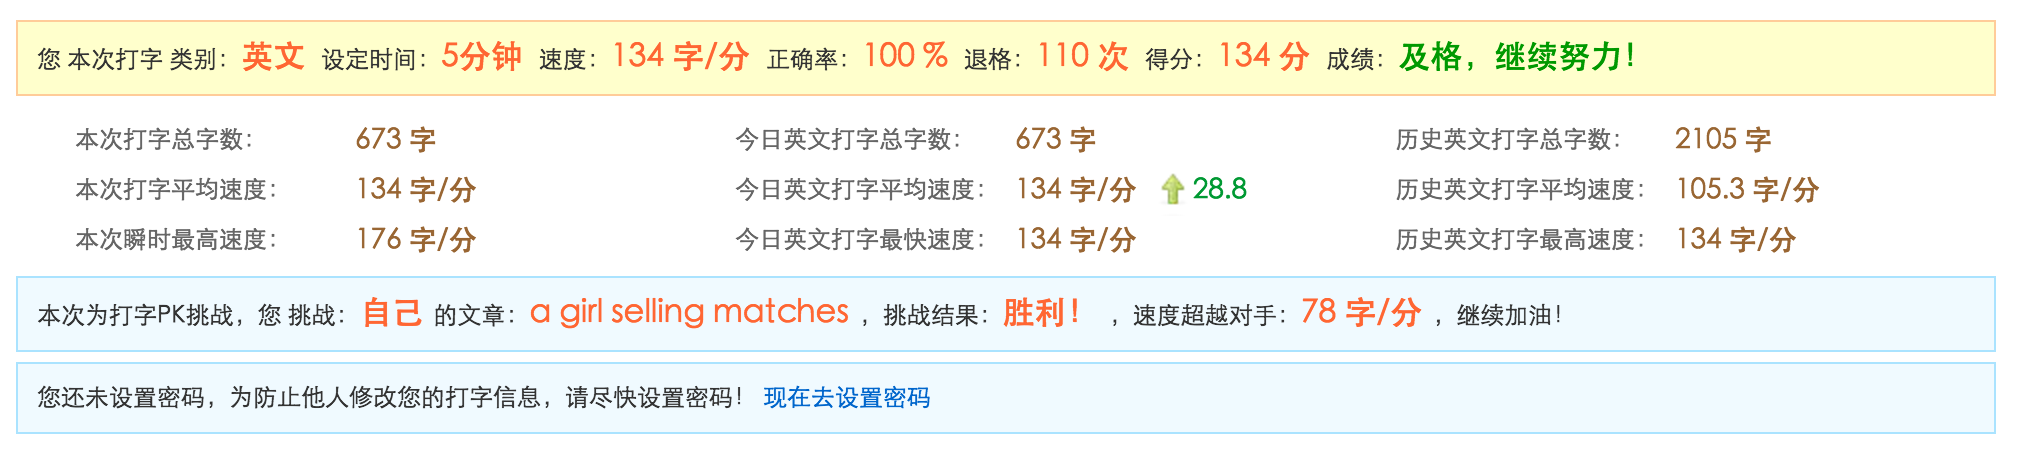 您 本次打字 类别： 英文 设定时间： 5分钟 速度： 134 字/分 正确率： 100 % 退格： 110 次 得分： 134 分 成绩： 及格，继续努力！
本次打字总字数： 673 字 今日英文打字总字数： 673 字 历史英文打字总字数： 2105 字
本次打字平均速度： 134 字/分 今日英文打字平均速度： 134 字/分 28.8 历史英文打字平均速度： 105.3 字/分
本次瞬时最高速度： 176 字/分 今日英文打字最快速度： 134 字/分 历史英文打字最高速度： 134 字/分
本次为打字PK挑战，您 挑战： 自己 的文章： a girl selling matches ，挑战结果： 胜利！ ，速度超越对手： 78 字/分 ，继续加油！
您还未设置密码，为防止他人修改您的打字信息，请尽快设置密码！ 现在去设置密码